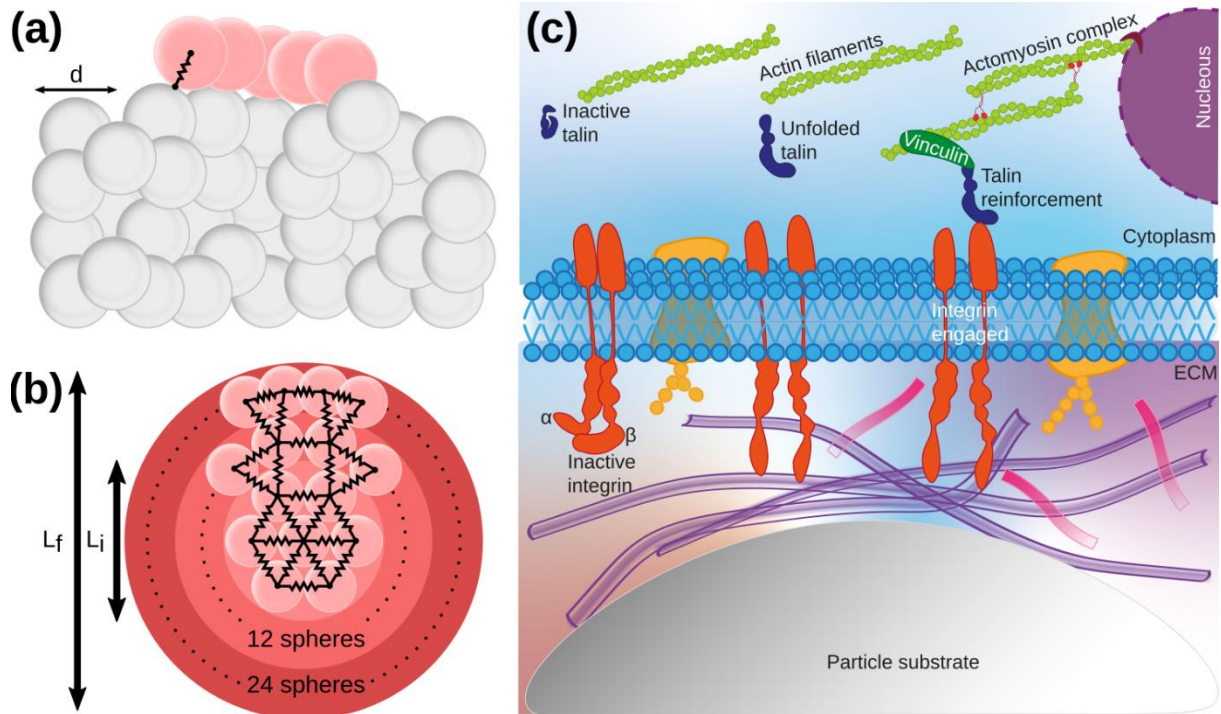 (a)
d
(b)
Lf
Li
12 spheres
24 spheres
(c)
Actin filaments
Actomyosin complex
Nucleous
Inactive
talin
Unfolded
talin
Vinculin
Talin
reinforcement
Cytoplasm
Integrin
engaged
ECM
α
β
Inactive
integrin
Particle substrate